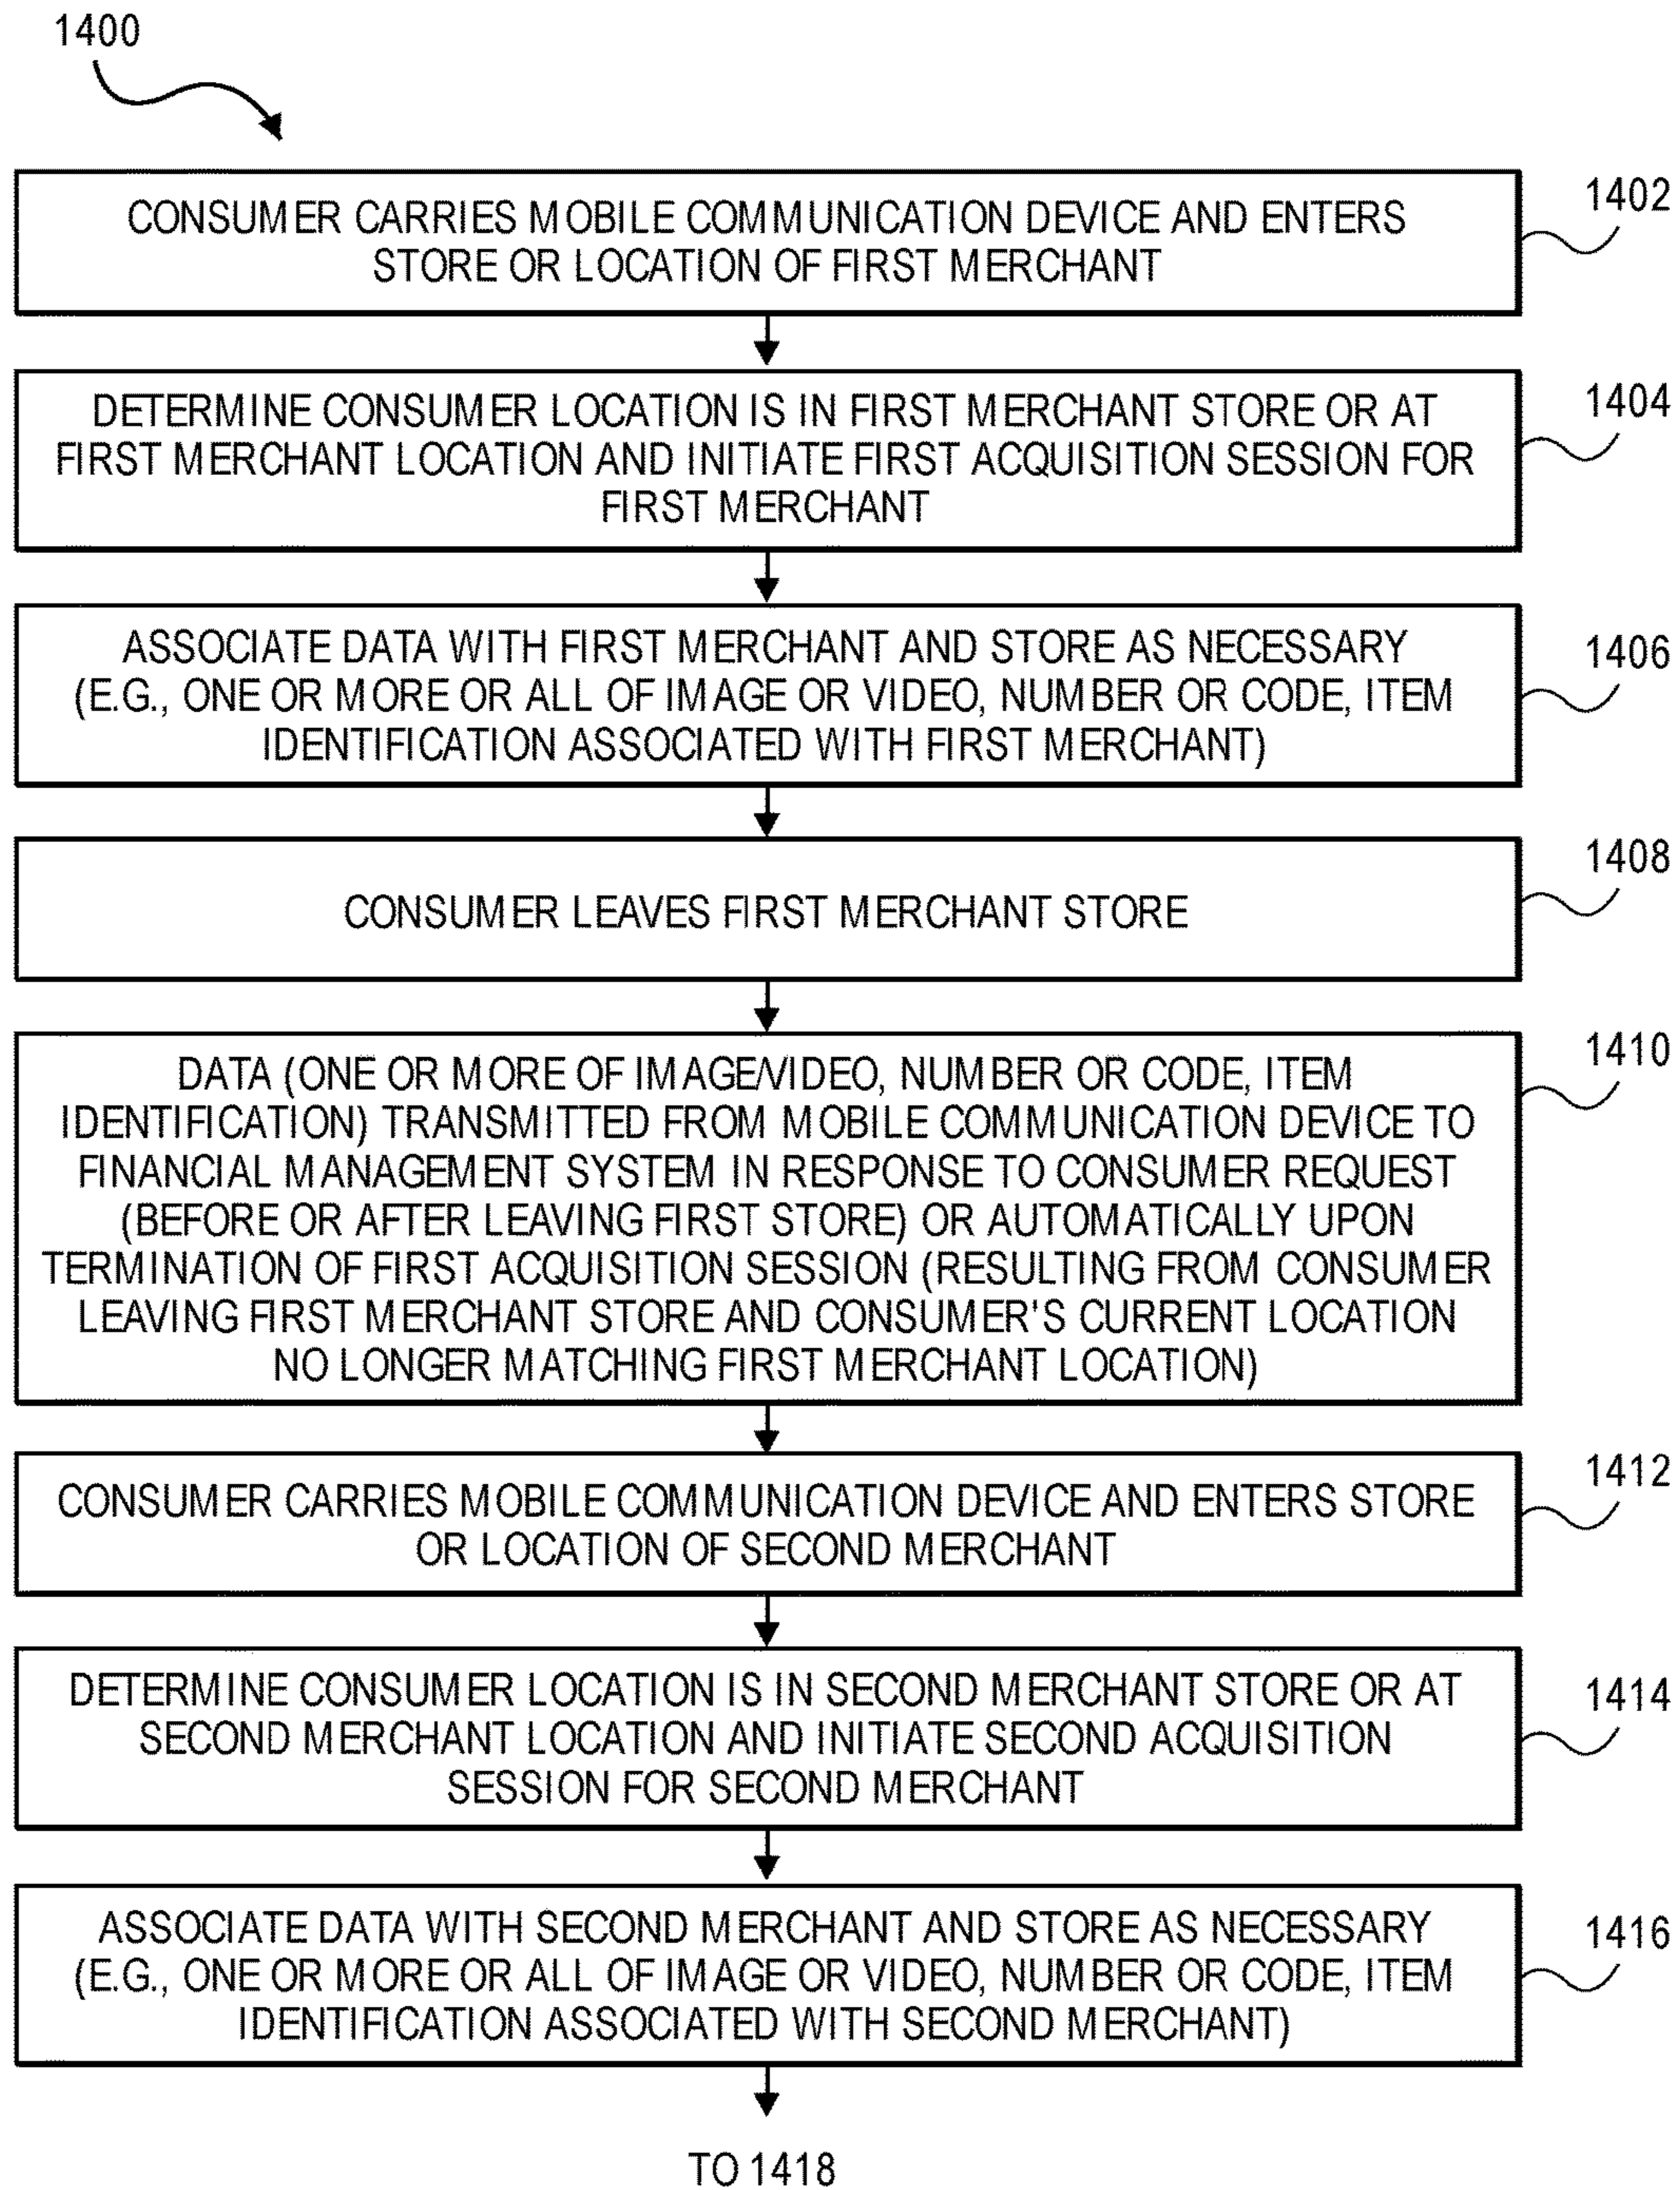 1400
1402
CONSUMER CARRIES MOBILE COMMUNICATION DEVICE AND ENTERS
STORE OR LOCATION OF FIRST MERCHANT
1404
DETERMINE CONSUMER LOCATION IS IN FIRST MERCHANT STORE OR AT
FIRST MERCHANT LOCATION AND INITIATE FIRST ACQUISITION SESSION FOR
FIRST MERCHANT
1406
ASSOCIATE DATA WITH FIRST MERCHANT AND STORE AS NECESSARY
(E.G., ONE OR MORE OR ALL OF IMAGE OR VIDEO, NUMBER OR CODE, ITEM
IDENTIFICATION ASSOCIATED WITH FIRST MERCHANT)
1408
CONSUMER LEAVES FIRST MERCHANT STORE
1410
DATA (ONE OR MORE OF IMAGE/VIDEO, NUMBER OR CODE, ITEM
IDENTIFICATION) TRANSMITTED FROM MOBILE COMMUNICATION DEVICE TO
FINANCIAL MANAGEMENT SYSTEM IN RESPONSE TO CONSUMER REQUEST
(BEFORE OR AFTER LEAVING FIRST STORE) OR AUTOMATICALLY UPON
TERMINATION OF FIRST ACQUISITION SESSION (RESULTING FROM CONSUMER
LEAVING FIRST MERCHANT STORE AND CONSUMER'S CURRENT LOCATION
NO LONGER MATCHING FIRST MERCHANT LOCATION)
1412
CONSUMER CARRIES MOBILE COMMUNICATION DEVICE AND ENTERS STORE
OR LOCATION OF SECOND MERCHANT
1414
DETERMINE CONSUMER LOCATION IS IN SECOND MERCHANT STORE OR AT
SECOND MERCHANT LOCATION AND INITIATE SECOND ACQUISITION
SESSION FOR SECOND MERCHANT
1416
ASSOCIATE DATA WITH SECOND MERCHANT AND STORE AS NECESSARY
(E.G., ONE OR MORE OR ALL OF IMAGE OR VIDEO, NUMBER OR CODE, ITEM
IDENTIFICATION ASSOCIATED WITH SECOND MERCHANT)
TO 1418